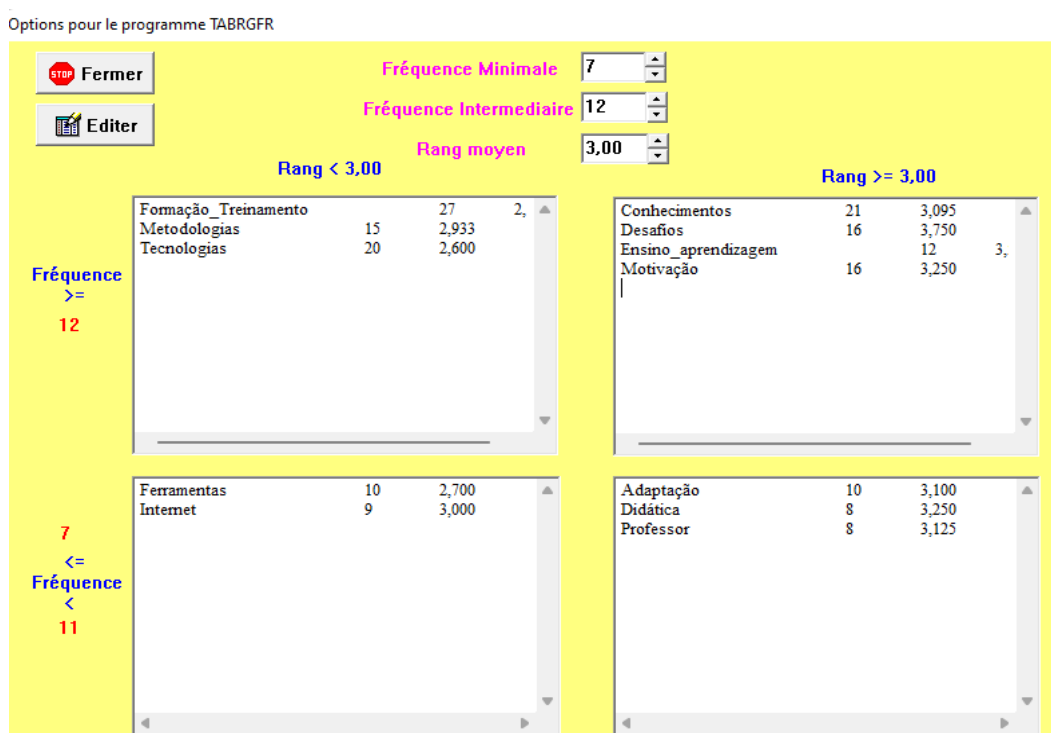 Options pour le programme TABRGFR
STOP Fermer
Editer
Fréquence Minimale 7
Fréquence Intermediaire 12
Rang moyen 3,00
Rang < 3,00
Rang >= 3,00
Fréquence
>=
12
Formação_Treinamento 27 2,
Metodologias 15 2,933
Tecnologias 20 2,600
Conhecimentos 21 3,095
Desafios 16 3,750
Ensino_aprendizagem 12 3,
Motivação 16 3,250
7
<=
Fréquence
<
11
Ferramentas 10 2,700
Internet 9 3,000
Adaptação 10 3,100
Didática 8 3,250
Professor 8 3,125